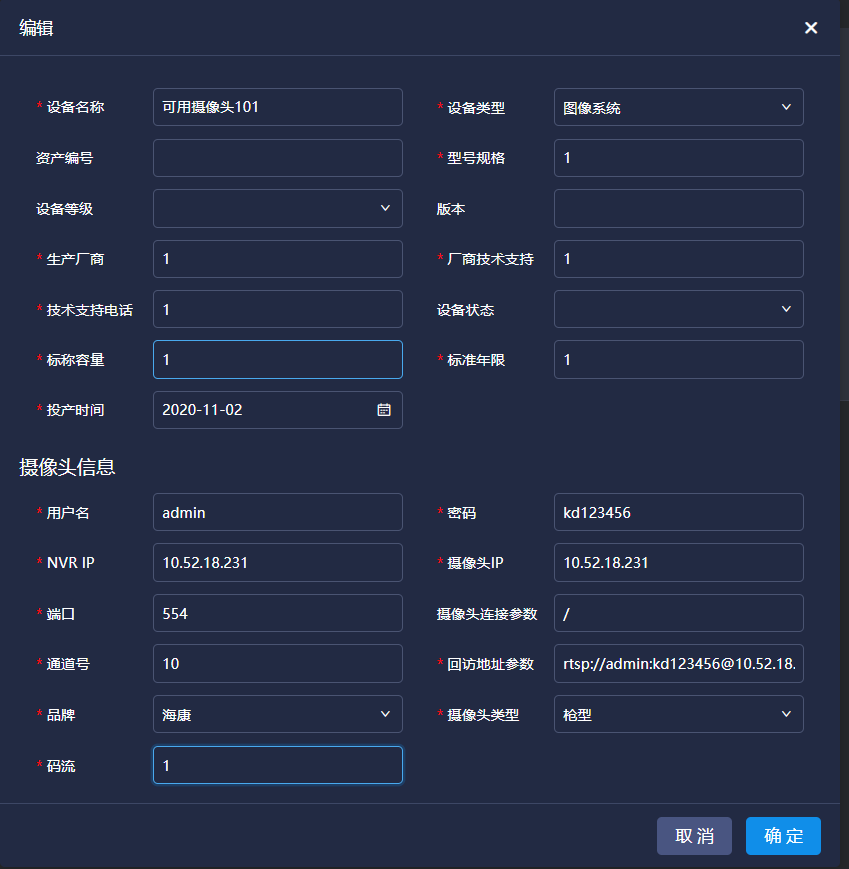 编辑
* 设备名称 可用摄像头101 * 设备类型 图像系统
资产编号 * 型号规格 1
设备等级 版本
* 生产厂商 1 * 厂商技术支持 1
* 技术支持电话 1 设备状态
* 标称容量 1 * 标准年限 1
* 投产时间 2020-11-02
摄像头信息
* 用户名 admin * 密码 kd123456
* NVR IP 10.52.18.231 * 摄像头IP 10.52.18.231
* 端口 554 摄像头连接参数 /
* 通道号 10 * 回访地址参数 rtsp://admin:kd123456@10.52.18.
* 品牌 海康 * 摄像头类型 枪型
* 码流 1
取消 确定